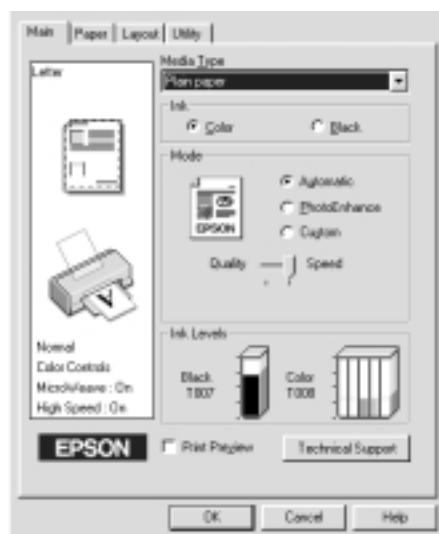 Main Paper Layout Utility
Letter
Media Type
Plain paper
Ink
Color Black
Mode
EPSON
Automatic
PhotoEnhance
Custom
Quality Speed
Normal
Color Controls
MicroWeave : On
High Speed : On
Ink Levels
Black T007
Color T008
EPSON
Print Preview
Technical Support
OK Cancel Help